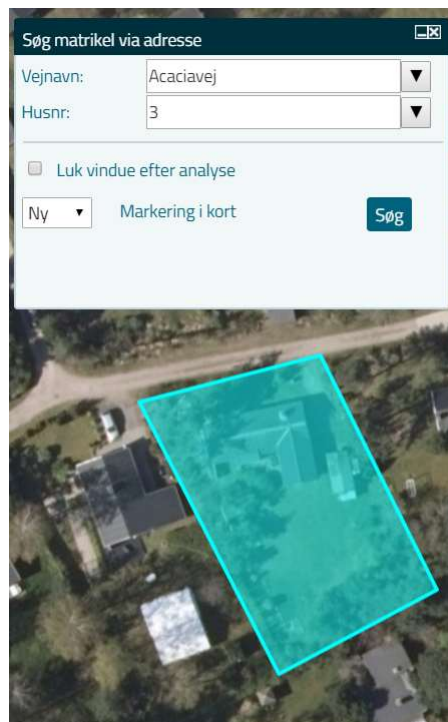 Søg matrikel via adresse
Vejnavn: Acaciavej
Husnr: 3
Luk vindue efter analyse
Ny Markering i kort Søg